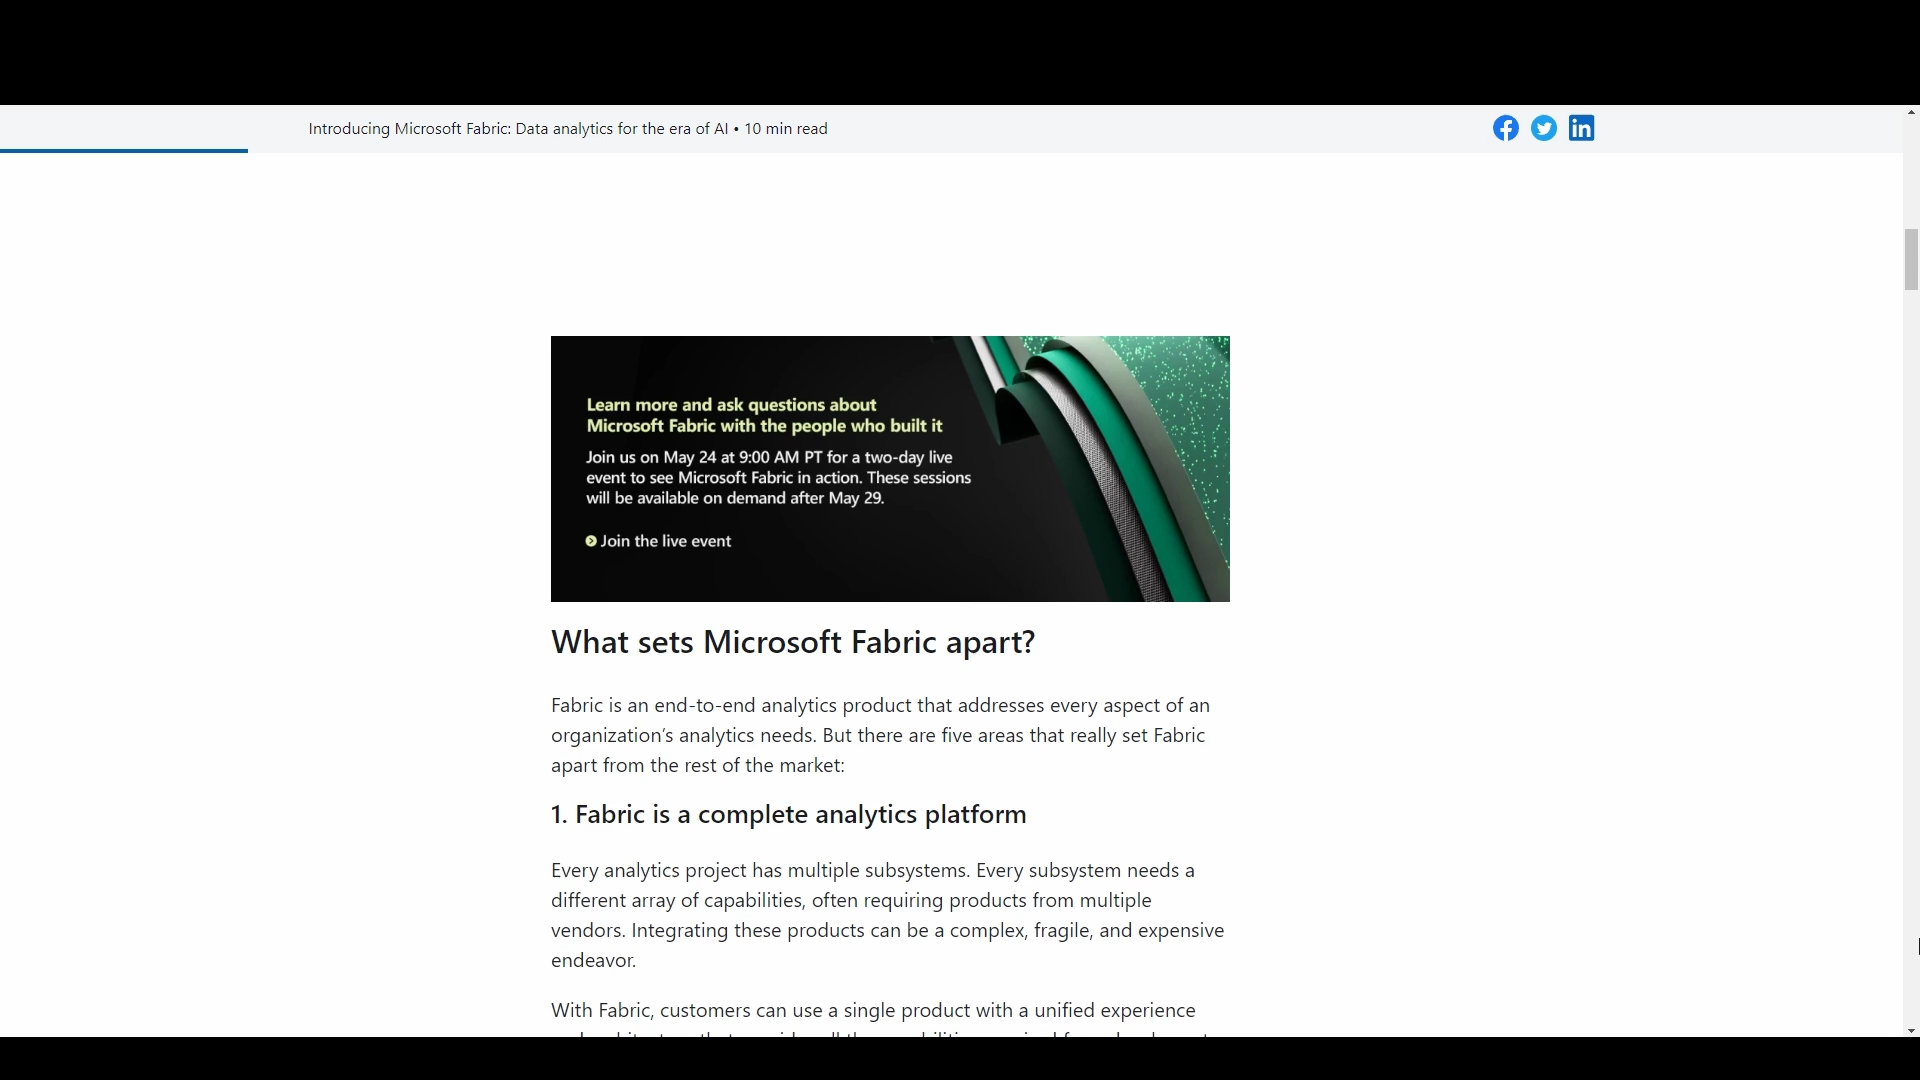 Introducing Microsoft Fabric: Data analytics for the era of AI • 10 min read
Learn more and ask questions about
Microsoft Fabric with the people who built it
Join us on May 24 at 9:00 AM PT for a two-day live
event to see Microsoft Fabric in action. These sessions
will be available on demand after May 29.
Join the live event
What sets Microsoft Fabric apart?
Fabric is an end-to-end analytics product that addresses every aspect of an
organization’s analytics needs. But there are five areas that really set Fabric
apart from the rest of the market:
1. Fabric is a complete analytics platform
Every analytics project has multiple subsystems. Every subsystem needs a
different array of capabilities, often requiring products from multiple
vendors. Integrating these products can be a complex, fragile, and expensive
endeavor.
With Fabric, customers can use a single product with a unified experience